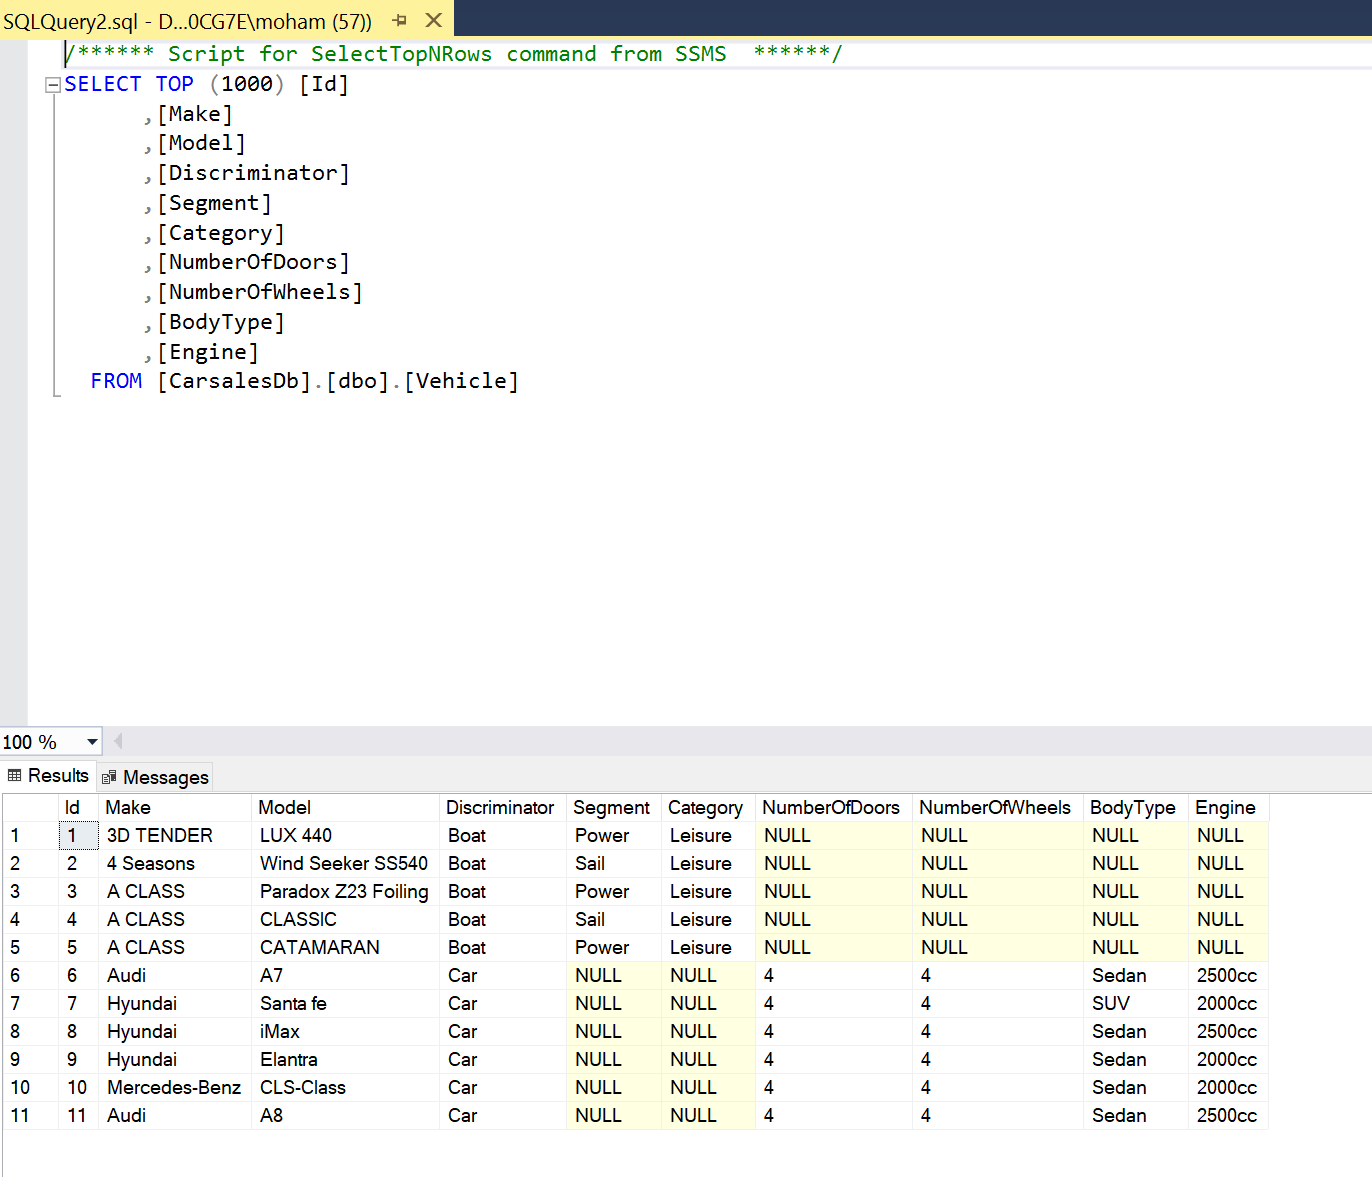 SQLQuery2.sql - D...0CG7E\moham (57))
/****** Script for SelectTopNRows command from SSMS  ******/
SELECT TOP (1000) [Id]
      ,[Make]
      ,[Model]
      ,[Discriminator]
      ,[Segment]
      ,[Category]
      ,[NumberOfDoors]
      ,[NumberOfWheels]
      ,[BodyType]
      ,[Engine]
  FROM [CarsalesDb].[dbo].[Vehicle]
100 %
Results Messages
Id Make Model Discriminator Segment Category NumberOfDoors NumberOfWheels BodyType Engine
1 1 3D TENDER LUX 440 Boat Power Leisure NULL NULL NULL NULL
2 2 4 Seasons Wind Seeker SS540 Boat Sail Leisure NULL NULL NULL NULL
3 3 A CLASS Paradox Z23 Foiling Boat Power Leisure NULL NULL NULL NULL
4 4 A CLASS CLASSIC Boat Sail Leisure NULL NULL NULL NULL
5 5 A CLASS CATAMARAN Boat Power Leisure NULL NULL NULL NULL
6 6 Audi A7 Car NULL NULL 4 4 Sedan 2500cc
7 7 Hyundai Santa fe Car NULL NULL 4 4 SUV 2000cc
8 8 Hyundai iMax Car NULL NULL 4 4 Sedan 2500cc
9 9 Hyundai Elantra Car NULL NULL 4 4 Sedan 2000cc
10 10 Mercedes-Benz CLS-Class Car NULL NULL 4 4 Sedan 2000cc
11 11 Audi A8 Car NULL NULL 4 4 Sedan 2500cc